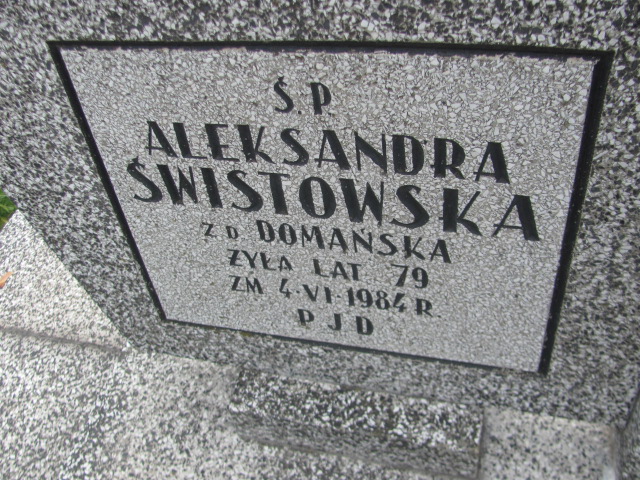 Ś.P.
ALEKSANDRA
ŚWISTOWSKA
Z D. DOMAŃSKA
ŻYŁA LAT 79
ZM 4·VI·1984 R.
P J D